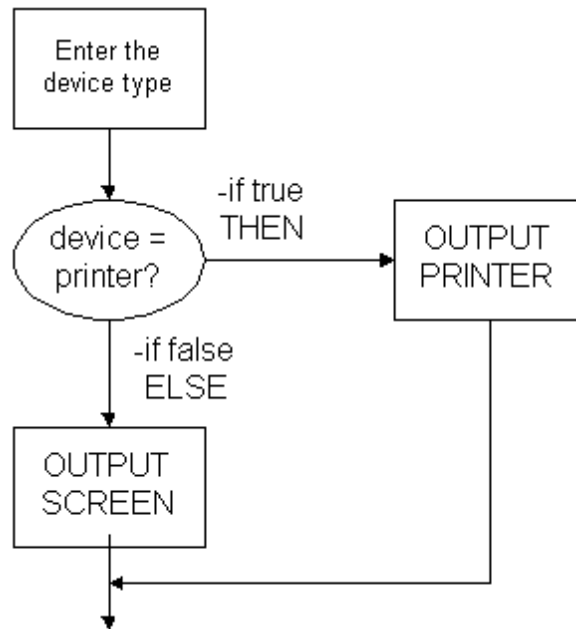 Enter the
device type
device =
printer?
-if true
THEN
OUTPUT
PRINTER
-if false
ELSE
OUTPUT
SCREEN